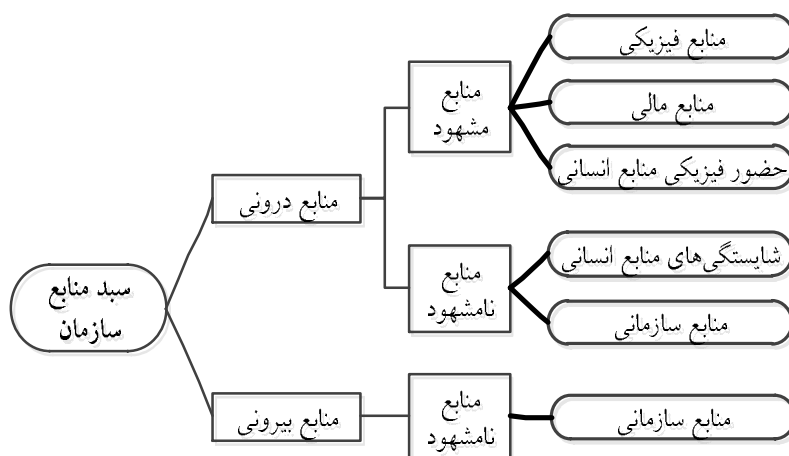 سبد منابع
سازمان
منابع درونی
منابع
مشهود
منابع فیزیکی
منابع مالی
حضور فیزیکی منابع انسانی
منابع
نامشهود
شایستگی‌های منابع انسانی
منابع سازمانی
منابع بیرونی
منابع
نامشهود
منابع سازمانی